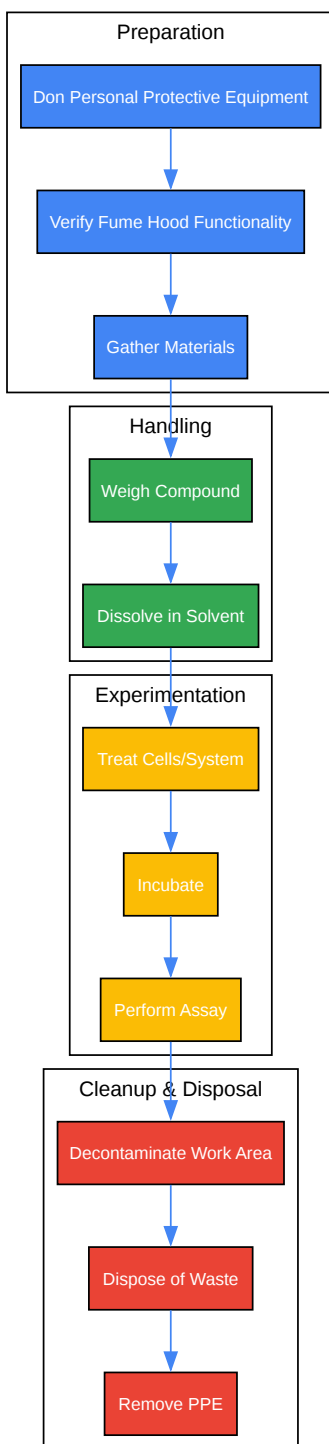 Preparation
Don Personal Protective Equipment
Verify Fume Hood Functionality
Gather Materials
Handling
Weigh Compound
Dissolve in Solvent
Experimentation
Treat Cells/System
Incubate
Perform Assay
Cleanup & Disposal
Decontaminate Work Area
Dispose of Waste
Remove PPE